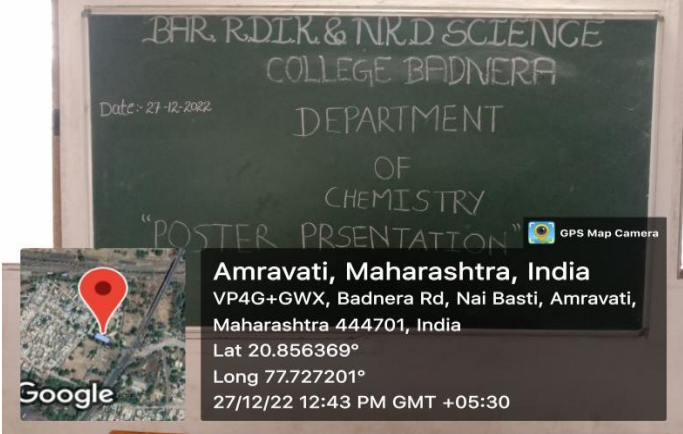 BHR. RDIK & NKD SCIENCE
COLLEGE BADNERA
Date:- 27-12-2022
DEPARTMENT
OF
CHEMISTRY
"POSTER PRSENTATION"
GPS Map Camera
Amravati, Maharashtra, India
VP4G+GWX, Badnera Rd, Nai Basti, Amravati,
Maharashtra 444701, India
Lat 20.856369°
Long 77.727201°
27/12/22 12:43 PM GMT +05:30
Google